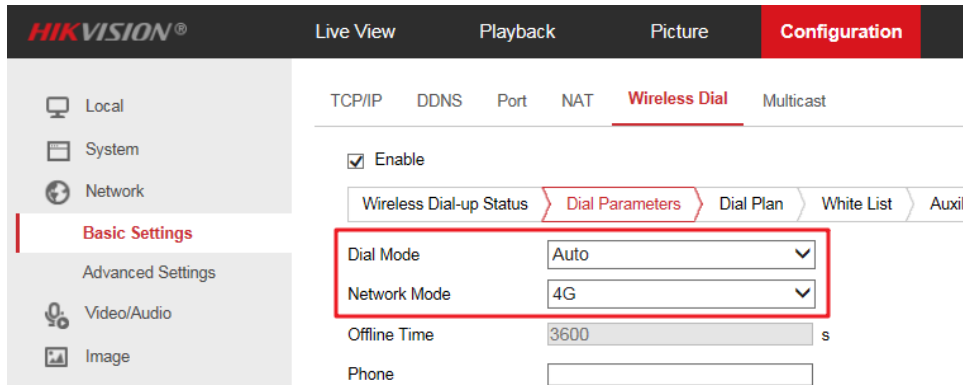 HIKVISION® Live View Playback Picture Configuration
TCP/IP DDNS Port NAT Wireless Dial Multicast
Local
System
Network
Basic Settings
Advanced Settings
Video/Audio
Image
Enable
Wireless Dial-up Status Dial Parameters Dial Plan White List Auxil
Dial Mode Auto
Network Mode 4G
Offline Time 3600 s
Phone